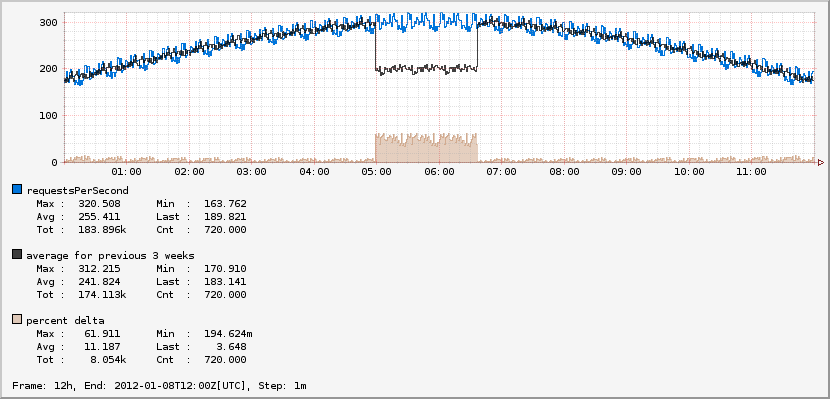 300
200
100
0
01:00 02:00 03:00 04:00 05:00 06:00 07:00 08:00 09:00 10:00 11:00
requestsPerSecond
Max : 320.508 Min : 163.762
Avg : 255.411 Last : 189.821
Tot : 183.896k Cnt : 720.000
average for previous 3 weeks
Max : 312.215 Min : 170.910
Avg : 241.824 Last : 183.141
Tot : 174.113k Cnt : 720.000
percent delta
Max : 61.911 Min : 194.624m
Avg : 11.187 Last : 3.648
Tot : 8.054k Cnt : 720.000
Frame: 12h, End: 2012-01-08T12:00Z[UTC], Step: 1m